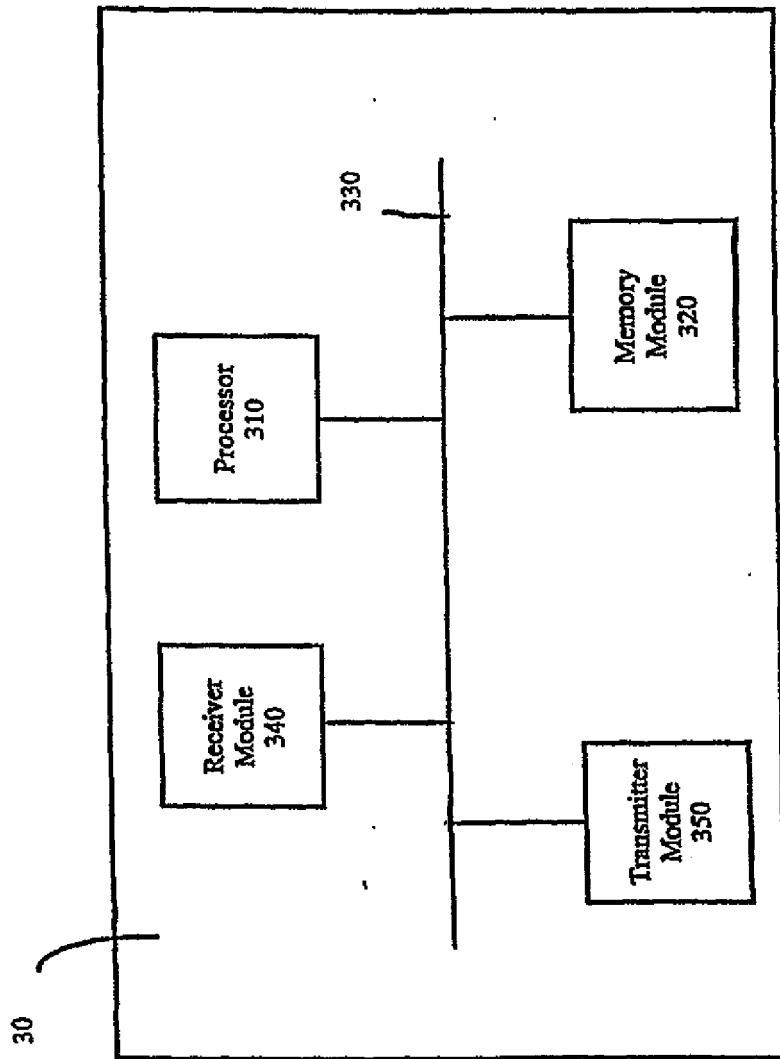 30
Receiver
Module
340
Processor
310
330
Transmitter
Module
350
Memory
Module
320